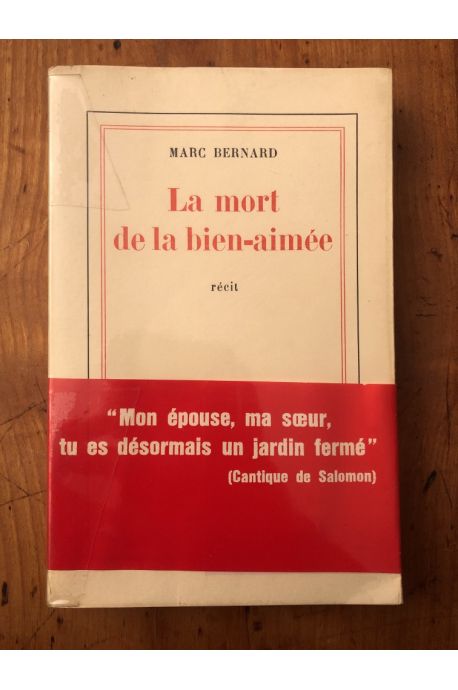 MARC BERNARD
La mort
de la bien-aimée
récit
“Mon épouse, ma sœur,
tu es désormais un jardin fermé”
(Cantique de Salomon)